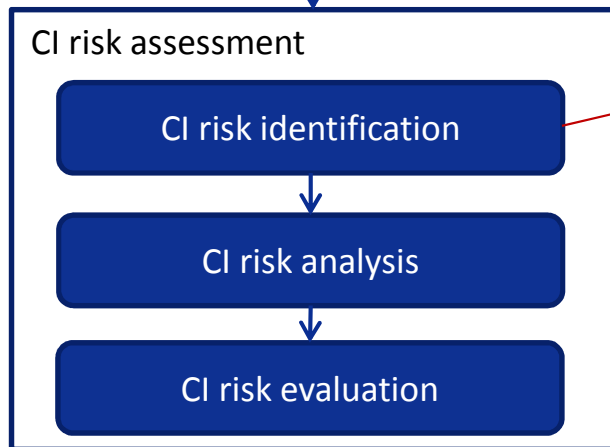 CI risk assessment
CI risk identification
CI risk analysis
CI risk evaluation